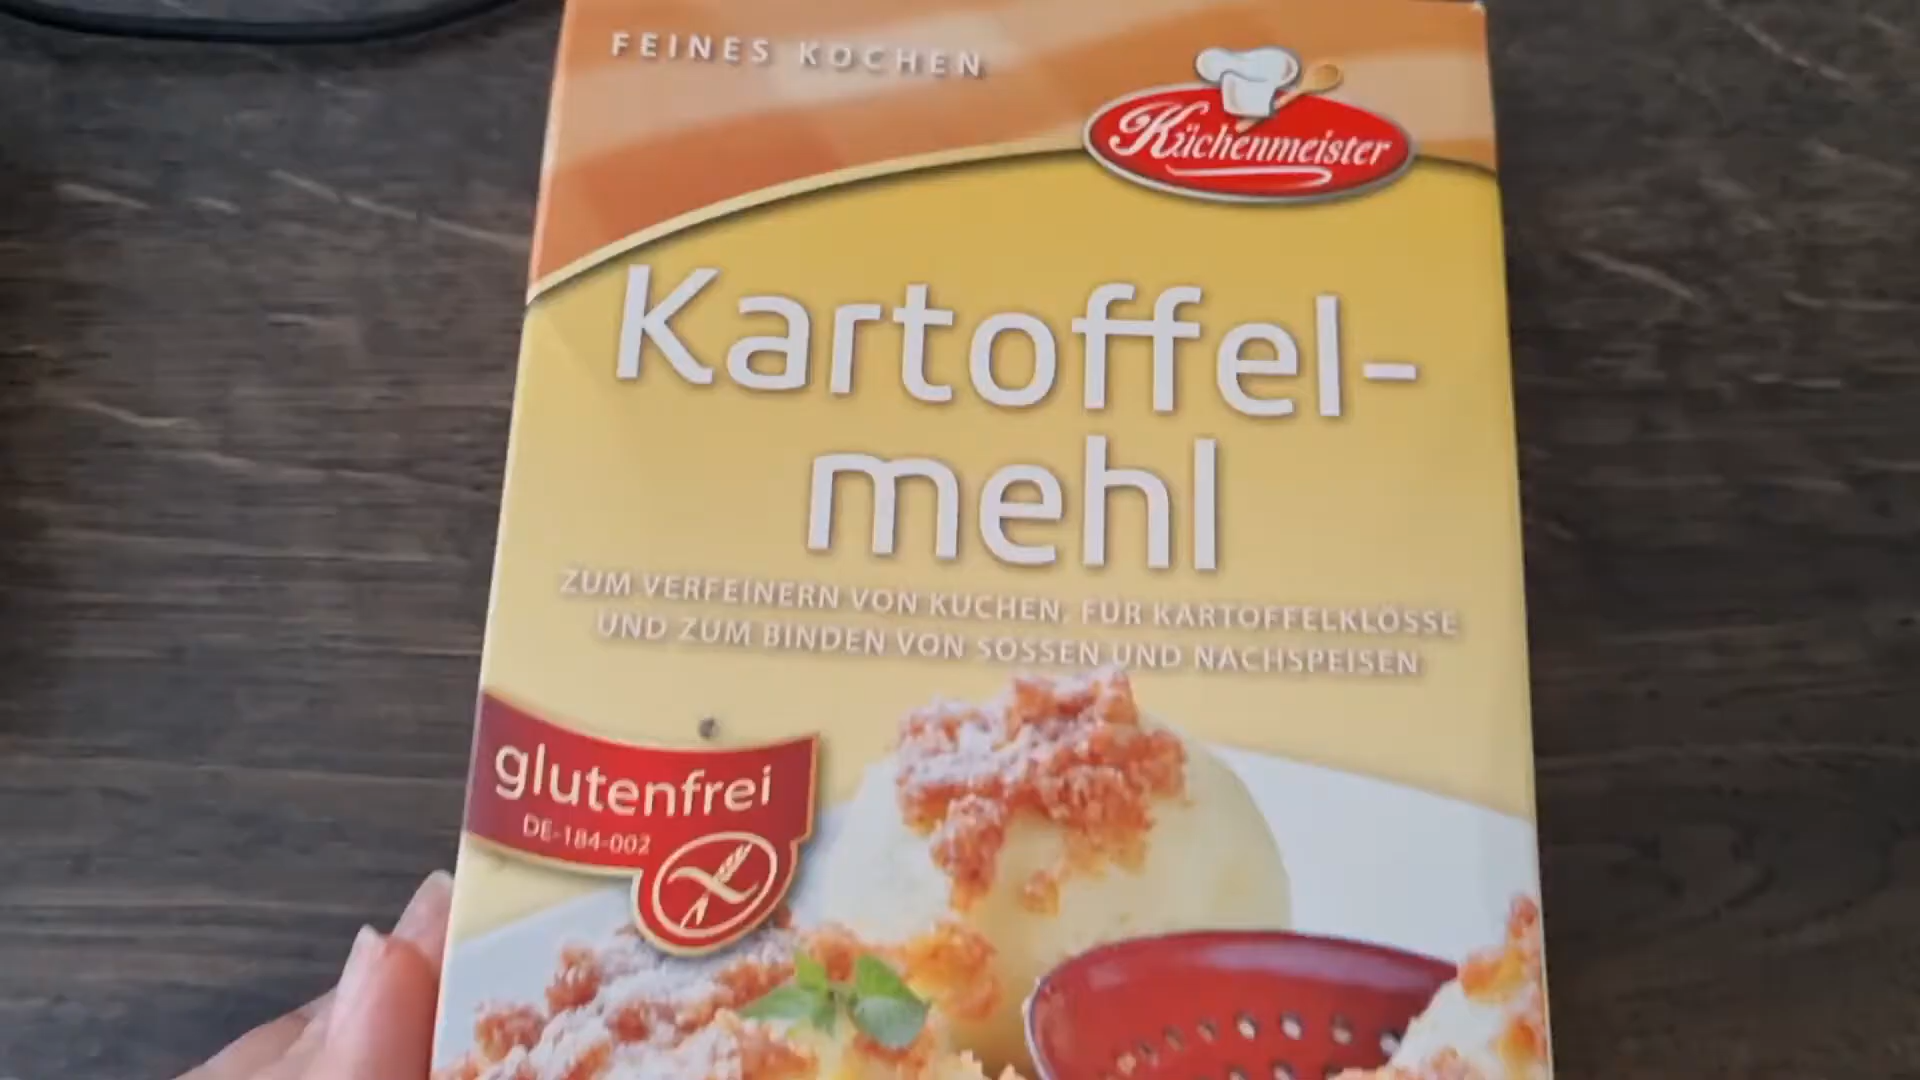 FEINES KOCHEN
Küchenmeister
Kartoffel-
mehl
ZUM VERFEINERN VON KUCHEN, FÜR KARTOFFELKLÖSSE
UND ZUM BINDEN VON SOSSEN UND NACHSPEISEN
glutenfrei
DE-184-002